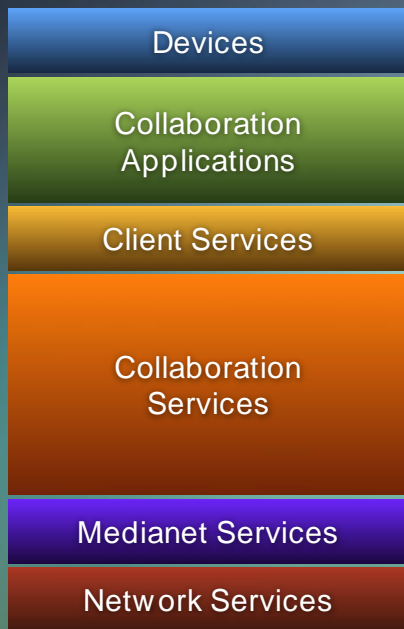 Devices
Collaboration
Applications
Client Services
Collaboration
Services
Medianet Services
Network Services